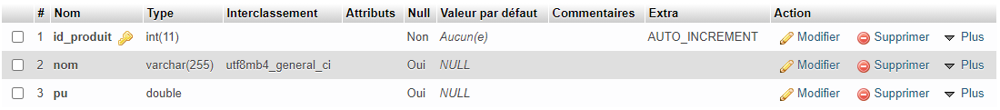 # Nom Type Interclassement Attributs Null Valeur par défaut Commentaires Extra Action
1 id_produit int(11) Non Aucun(e) AUTO_INCREMENT Modifier Supprimer Plus
2 nom varchar(255) utf8mb4_general_ci Oui NULL Modifier Supprimer Plus
3 pu double Oui NULL Modifier Supprimer Plus